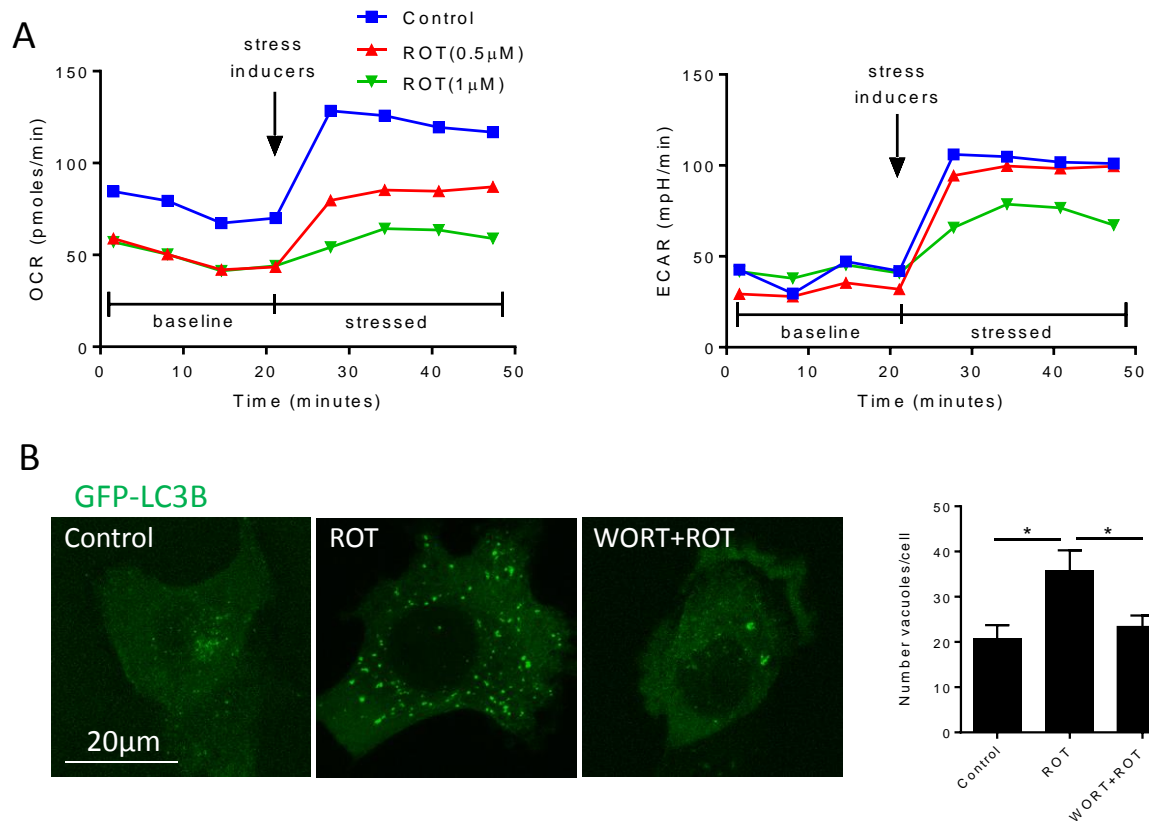 A
Control
ROT(0.5μM)
ROT(1μM)
stress
inducers
150
100
50
0
OCR (pmoles/min)
baseline
stressed
0 10 20 30 40 50
Time (minutes)
stress
inducers
150
100
50
0
ECAR (mpH/min)
baseline
stressed
0 10 20 30 40 50
Time (minutes)
B
GFP-LC3B
Control
20μm
ROT
WORT+ROT
50
40
30
20
10
0
Number vacuoles/cell
* *
Control
ROT
WORT+ROT